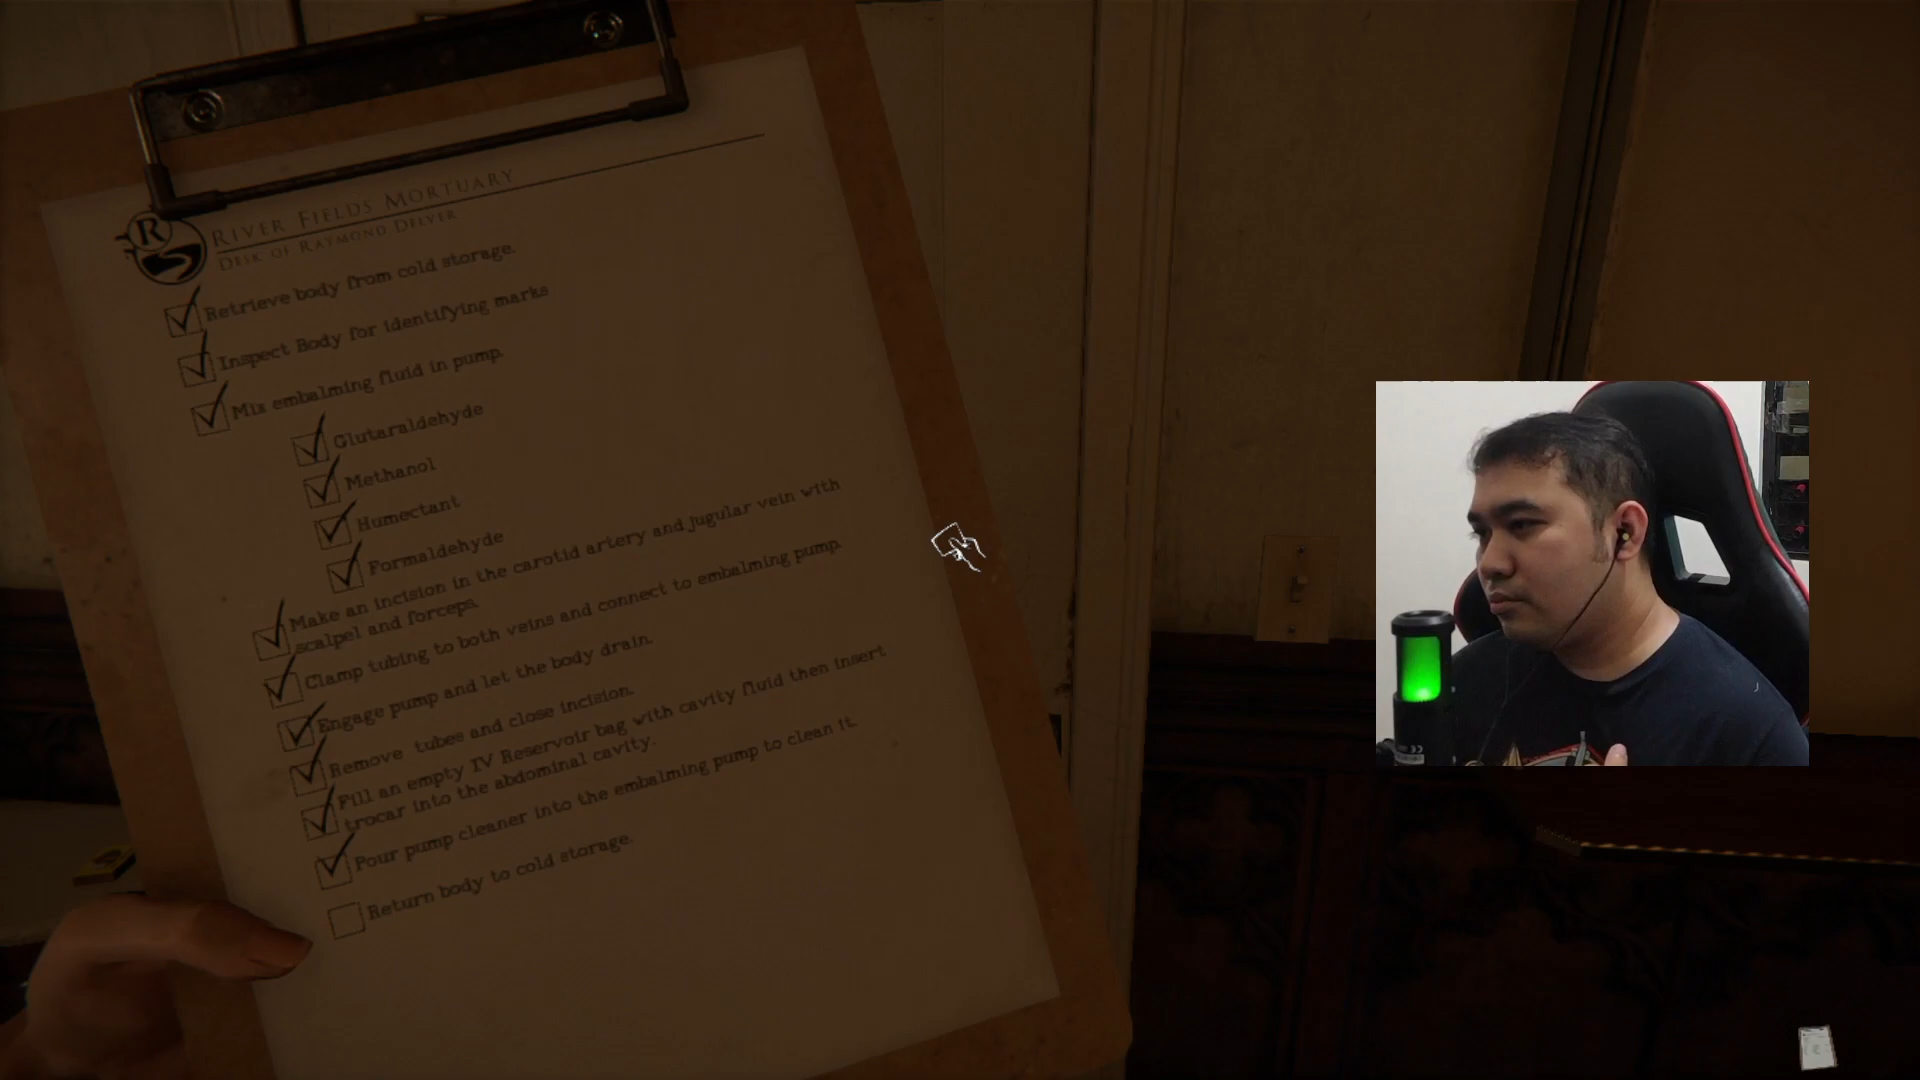 RIVER FIELDS MORTUARY
DESK OF RAYMOND DELVER
Retrieve body from cold storage.
Inspect Body for identifying marks
Mix embalming fluid in pump.
Glutaraldehyde
Methanol
Humectant
Formaldehyde
Make an incision in the carotid artery and jugular vein with
scalpel and forceps.
Clamp tubing to both veins and connect to embalming pump.
Engage pump and let the body drain.
Remove tubes and close incision.
Fill an empty IV Reservoir bag with cavity fluid then insert
trocar into the abdominal cavity.
Pour pump cleaner into the embalming pump to clean it.
Return body to cold storage.